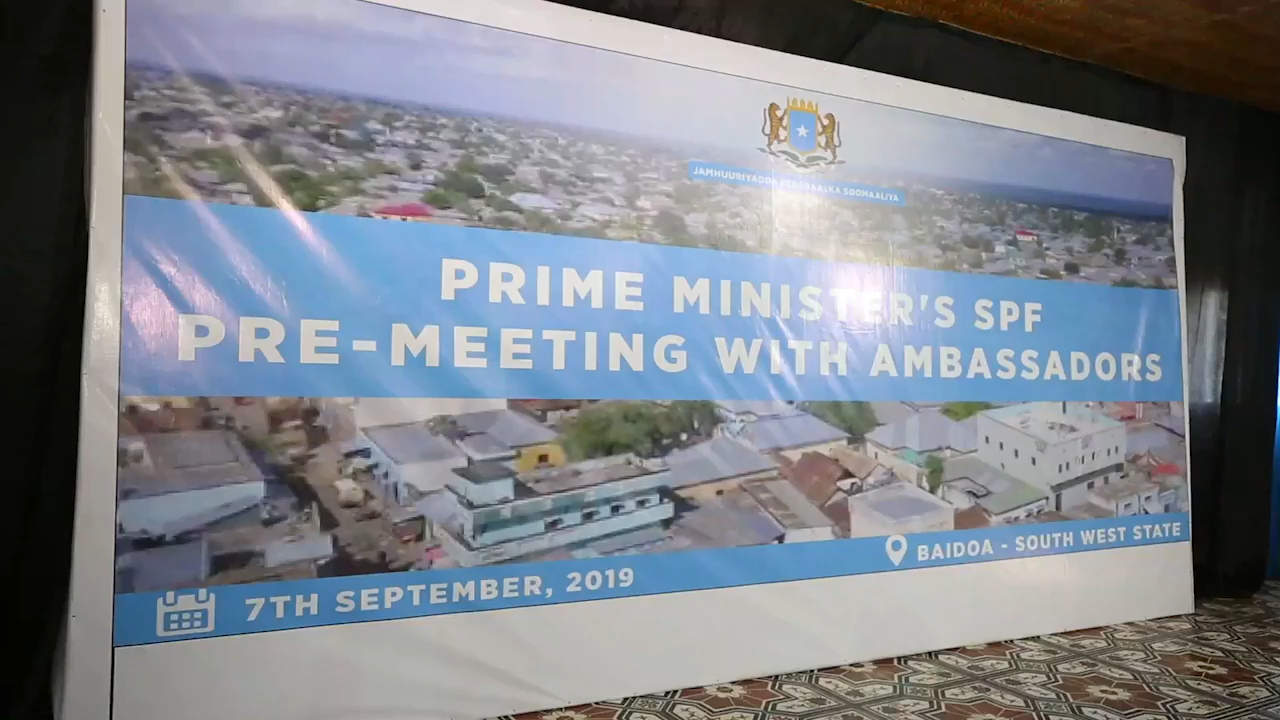 JAMHUURIYADDA FEDERAALKA SOOMAALIYA
PRIME MINISTER'S SPF
PRE-MEETING WITH AMBASSADORS
7TH SEPTEMBER, 2019
BAIDOA - SOUTH WEST STATE